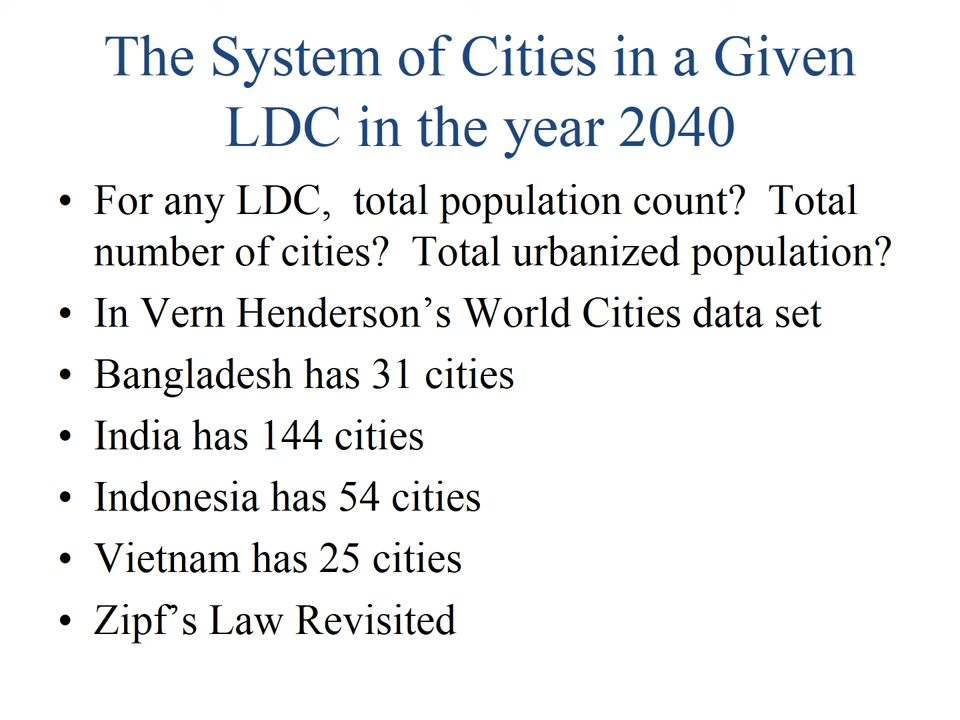 The System of Cities in a Given
LDC in the year 2040
• For any LDC,  total population count?  Total
number of cities?  Total urbanized population?
• In Vern Henderson’s World Cities data set
• Bangladesh has 31 cities
• India has 144 cities
• Indonesia has 54 cities
• Vietnam has 25 cities
• Zipf’s Law Revisited